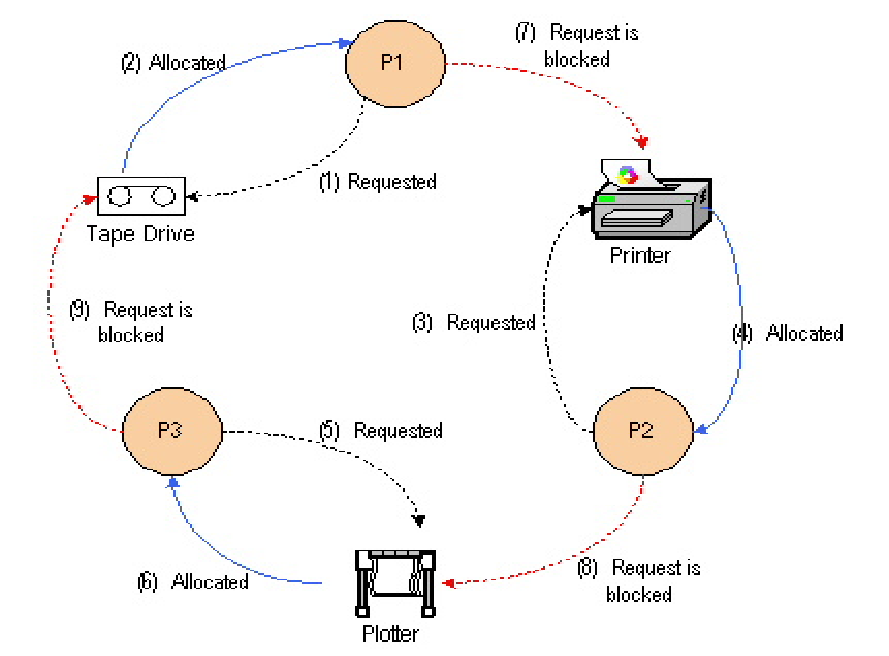 (7) Request is
blocked
P1
(2) Allocated
(1) Requested
Tape Drive
Printer
(9) Request is
blocked
(3) Requested
(4) Allocated
P3
(5) Requested
P2
(6) Allocated
(8) Request is
blocked
Plotter